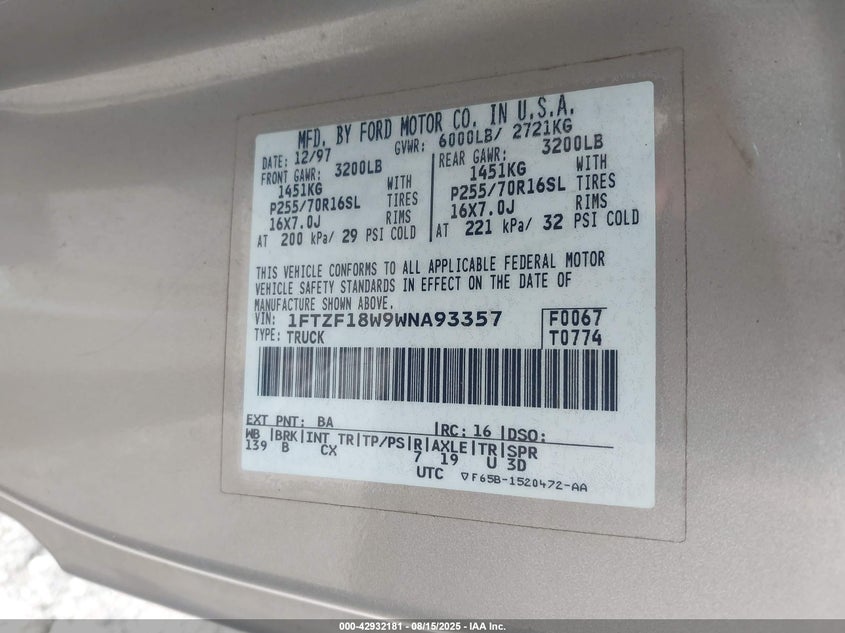 MFD. BY FORD MOTOR CO. IN U.S.A.
DATE: 12/97 GVWR: 6000LB/ 2721KG
FRONT GAWR: 3200LB REAR GAWR: 3200LB
1451KG WITH 1451KG WITH
P255/70R16SL TIRES P255/70R16SL TIRES
16X7.0J RIMS 16X7.0J RIMS
AT 200 kPa/ 29 PSI COLD AT 221 kPa/ 32 PSI COLD
THIS VEHICLE CONFORMS TO ALL APPLICABLE FEDERAL MOTOR
VEHICLE SAFETY STANDARDS IN EFFECT ON THE DATE OF
MANUFACTURE SHOWN ABOVE.
VIN: 1FTZF18W9WNA93357 F0067
TYPE: TRUCK T0774
EXT PNT: BA RC: 16 DSO:
WB BRK INT TR TP/PS R AXLE TR SPR
139 B CX 7 19 U 3D
UTC ▽F65B-1520472-AA
000-42932181 - 08/15/2025 - IAA Inc.